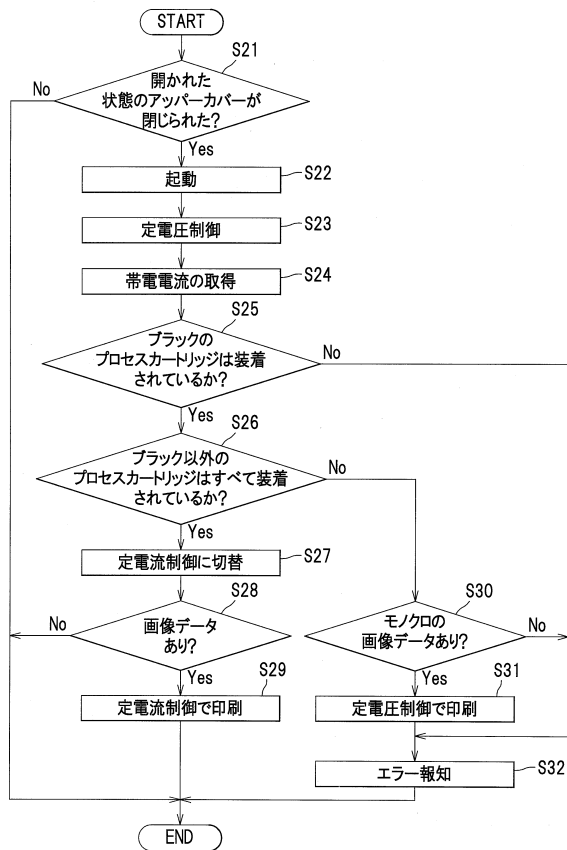 START
S21
No
開かれた
状態のアッパーカバーが
閉じられた?
Yes
起動
S22
定電圧制御
S23
帯電電流の取得
S24
S25
ブラックの
プロセスカートリッジは装着
されているか?
No
Yes
S26
ブラック以外の
プロセスカートリッジはすべて装着
されているか?
No
Yes
定電流制御に切替
S27
S28
画像データ
あり?
No
Yes
S30
モノクロの
画像データあり?
No
Yes
S29
定電流制御で印刷
S31
定電圧制御で印刷
エラー報知
S32
END